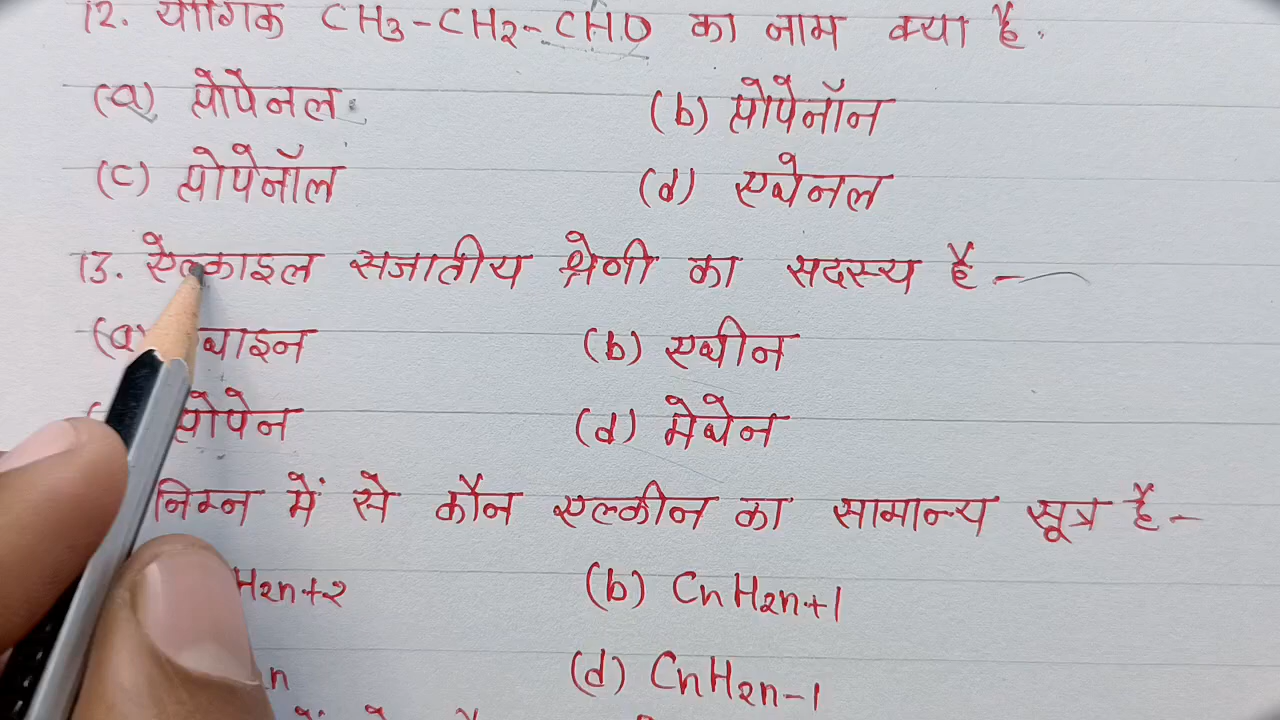 12. यौगिक CH3-CH2-CHO का नाम क्या है.
(a) प्रोपेनल (b) प्रोपेनॉन
(c) प्रोपेनॉल (d) एथेनल
13. ऐल्काइल सजातीय श्रेणी का सदस्य है -
(a) थाइन (b) एथीन
प्रोपेन (d) मेथेन
निम्न में से कौन एल्कीन का सामान्य सूत्र है -
H2n+2 (b) CnH2n+1
2n (d) CnH2n-1